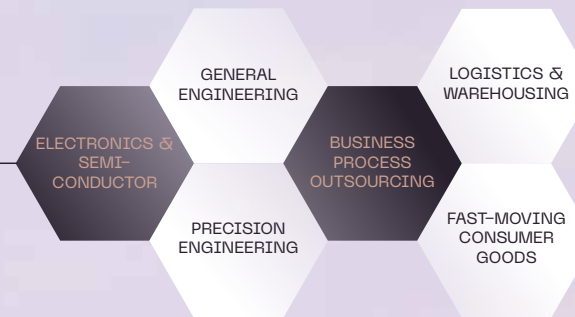 ELECTRONICS &
SEMI-
CONDUCTOR
GENERAL
ENGINEERING
PRECISION
ENGINEERING
BUSINESS
PROCESS
OUTSOURCING
LOGISTICS &
WAREHOUSING
FAST-MOVING
CONSUMER
GOODS